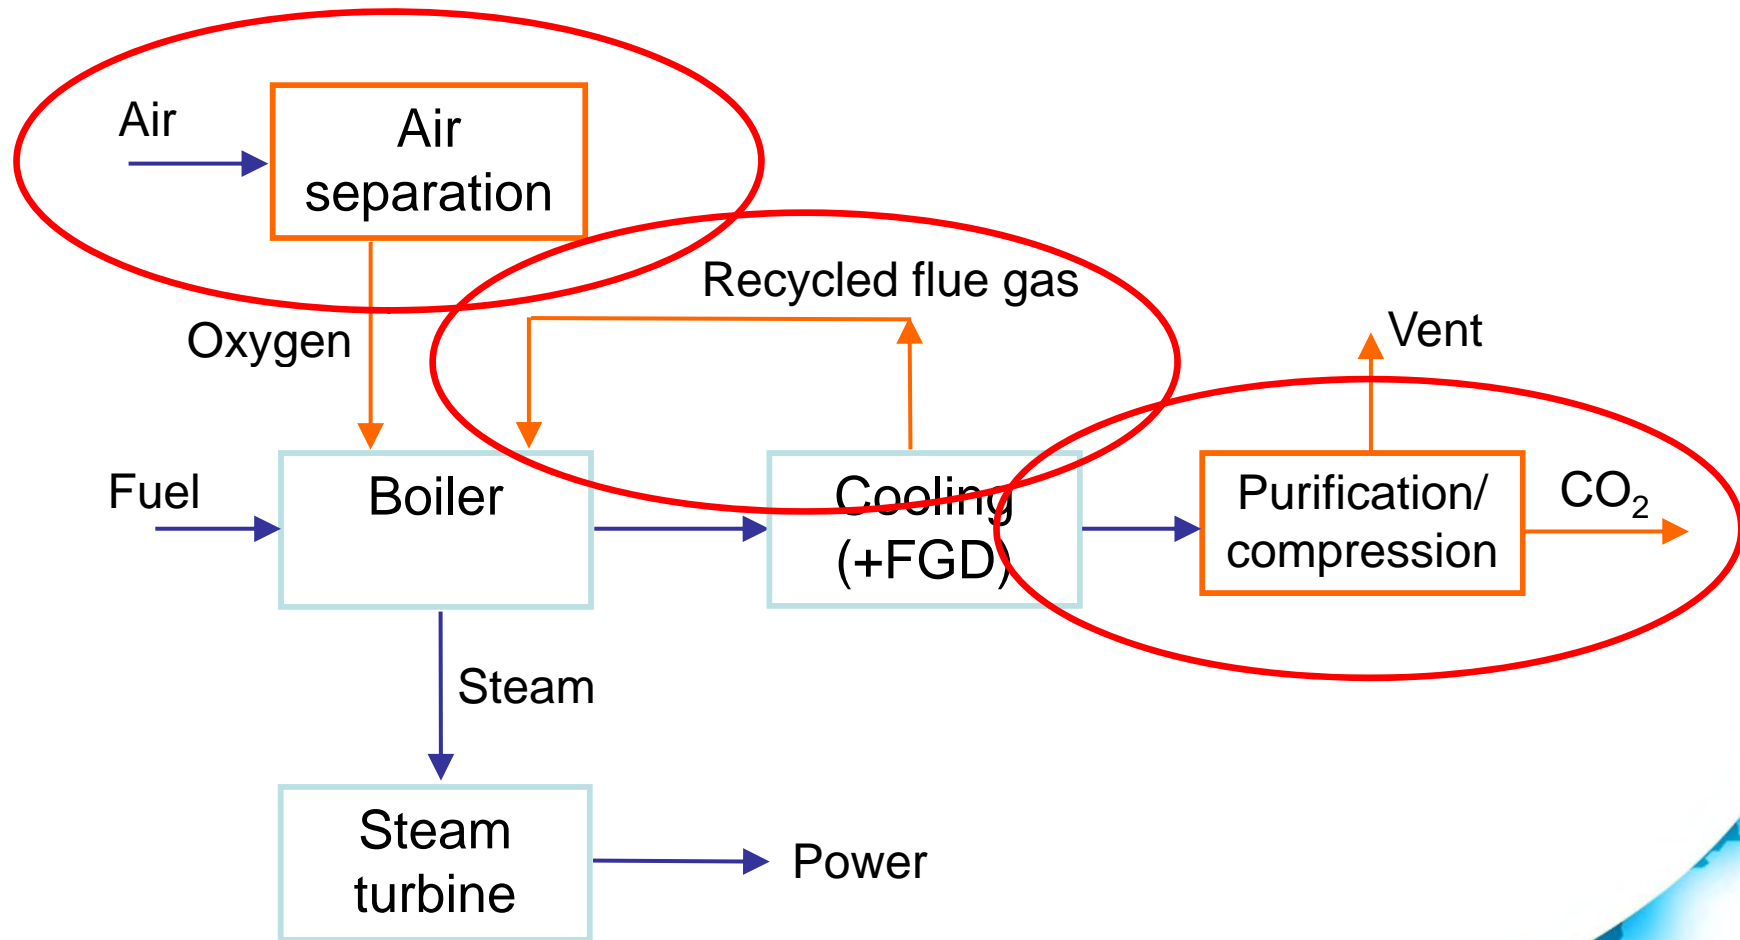 Air
Air
separation
Recycled flue gas
Oxygen
Vent
Fuel
Boiler
Cooling
(+FGD)
Purification/
compression
CO₂
Steam
Steam
turbine
Power